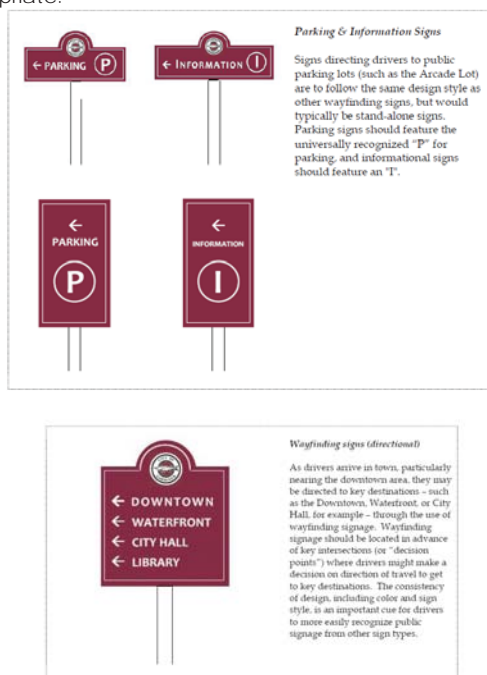 priate.
Parking & Information Signs
← PARKING P
← INFORMATION I
Signs directing drivers to public
parking lots (such as the Arcade Lot)
are to follow the same design style as
other wayfinding signs, but would
typically be stand-alone signs.
Parking signs should feature the
universally recognized “P” for
parking, and informational signs
should feature an "I".
←
PARKING
P
←
INFORMATION
I
Wayfinding signs (directional)
← DOWNTOWN
← WATERFRONT
← CITY HALL
← LIBRARY
As drivers arrive in town, particularly
nearing the downtown area, they may
be directed to key destinations – such
as the Downtown, Waterfront, or City
Hall, for example – through the use of
wayfinding signage. Wayfinding
signage should be located in advance
of key intersections (or “decision
points”) where drivers might make a
decision on direction of travel to get
to key destinations. The consistency
of design, including color and sign
style, is an important cue for drivers
to more easily recognize public
signage from other sign types.